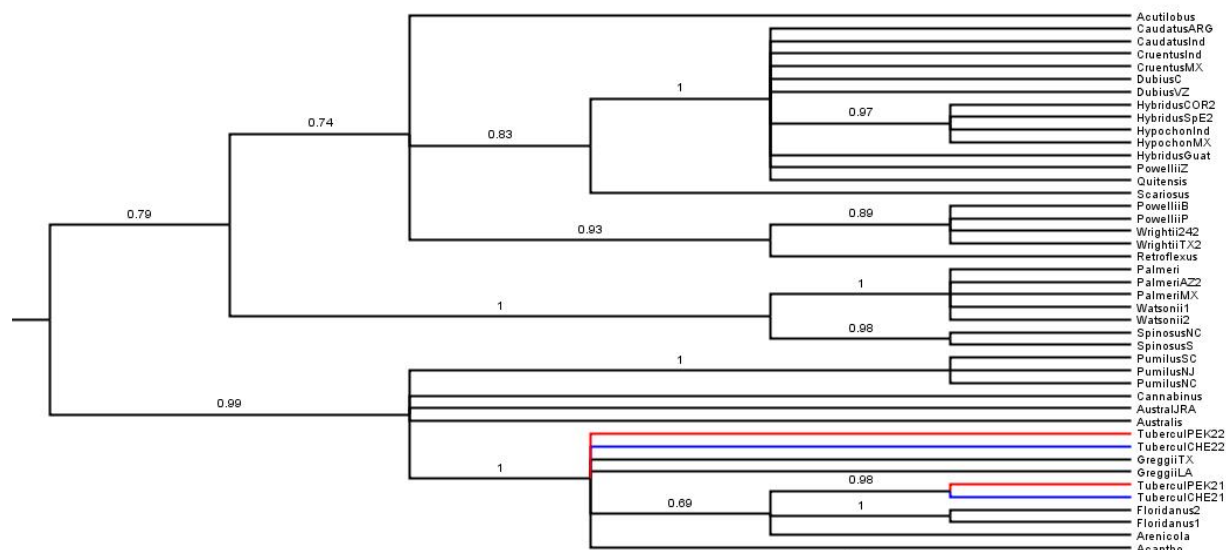 Acutilobus
CaudatusARG
CaudatusInd
CruentusInd
CruentusMX
DubiusC
DubiusVZ
HybridusCOR2
HybridusSpE2
HypochonInd
HypochonMX
HybridusGuat
PowelliiZ
Quitensis
Scariosus
PowelliiB
PowelliiP
Wrightii242
WrightiiTX2
Retroflexus
Palmeri
PalmeriAZ2
PalmeriMX
Watsonii1
Watsonii2
SpinosusNC
SpinosusS
PumilusSC
PumilusNJ
PumilusNC
Cannabinus
AustralJRA
Australis
TuberculPEK22
TuberculCHE22
GreggiiTX
GreggiiLA
TuberculPEK21
TuberculCHE21
Floridanus2
Floridanus1
Arenicola
Acantho
1
0.97
0.74
0.83
0.79
0.89
0.93
1
1
0.98
1
0.99
1
0.98
0.69
1